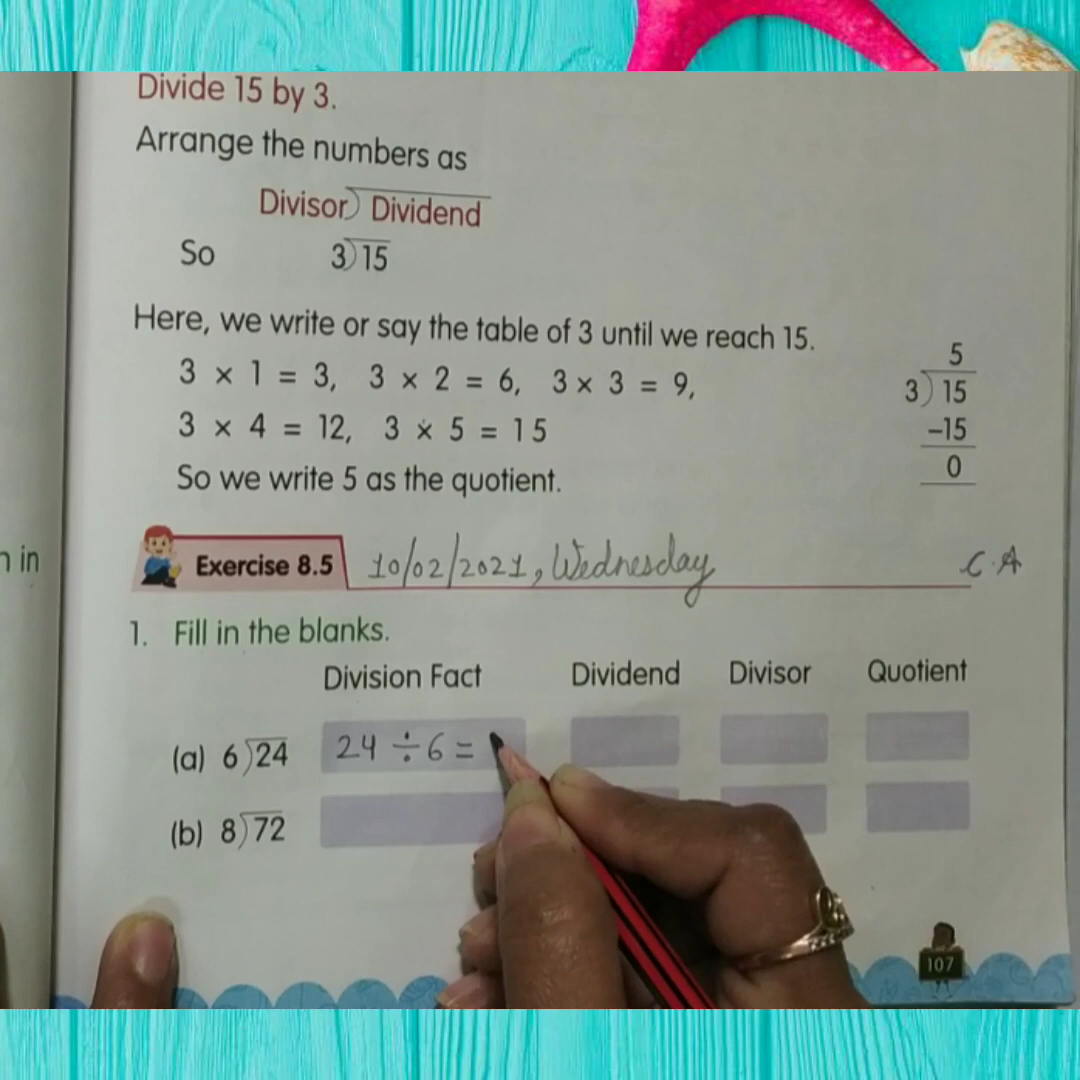 Divide 15 by 3.
Arrange the numbers as
Divisor) Dividend
So 3)15
Here, we write or say the table of 3 until we reach 15.
3 × 1 = 3, 3 × 2 = 6, 3 × 3 = 9,
3 × 4 = 12, 3 × 5 = 15
So we write 5 as the quotient.
5
3)15
–15
0
n in
Exercise 8.5 10/02/2021, Wednesday C.A
1. Fill in the blanks.
Division Fact Dividend Divisor Quotient
(a) 6)24 24 ÷ 6 =
(b) 8)72
107